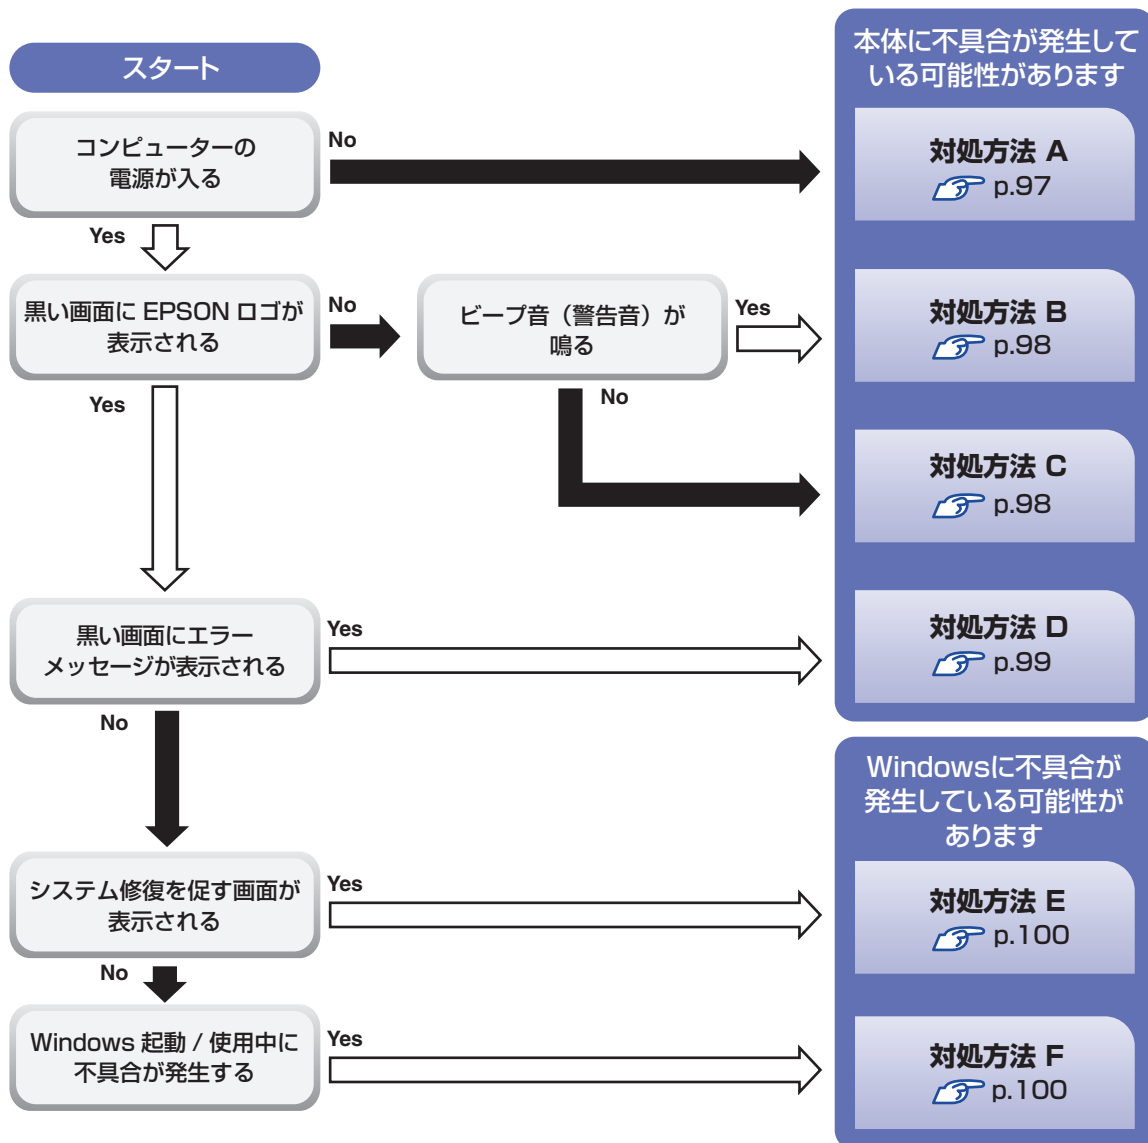 スタート
コンピューターの
電源が入る
No
Yes
黒い画面に EPSON ロゴが
表示される
No
ビープ音（警告音）が
鳴る
Yes
No
Yes
黒い画面にエラー
メッセージが表示される
Yes
No
システム修復を促す画面が
表示される
Yes
No
Windows 起動 / 使用中に
不具合が発生する
Yes
本体に不具合が発生して
いる可能性があります
対処方法 A
p.97
対処方法 B
p.98
対処方法 C
p.98
対処方法 D
p.99
Windowsに不具合が
発生している可能性が
あります
対処方法 E
p.100
対処方法 F
p.100